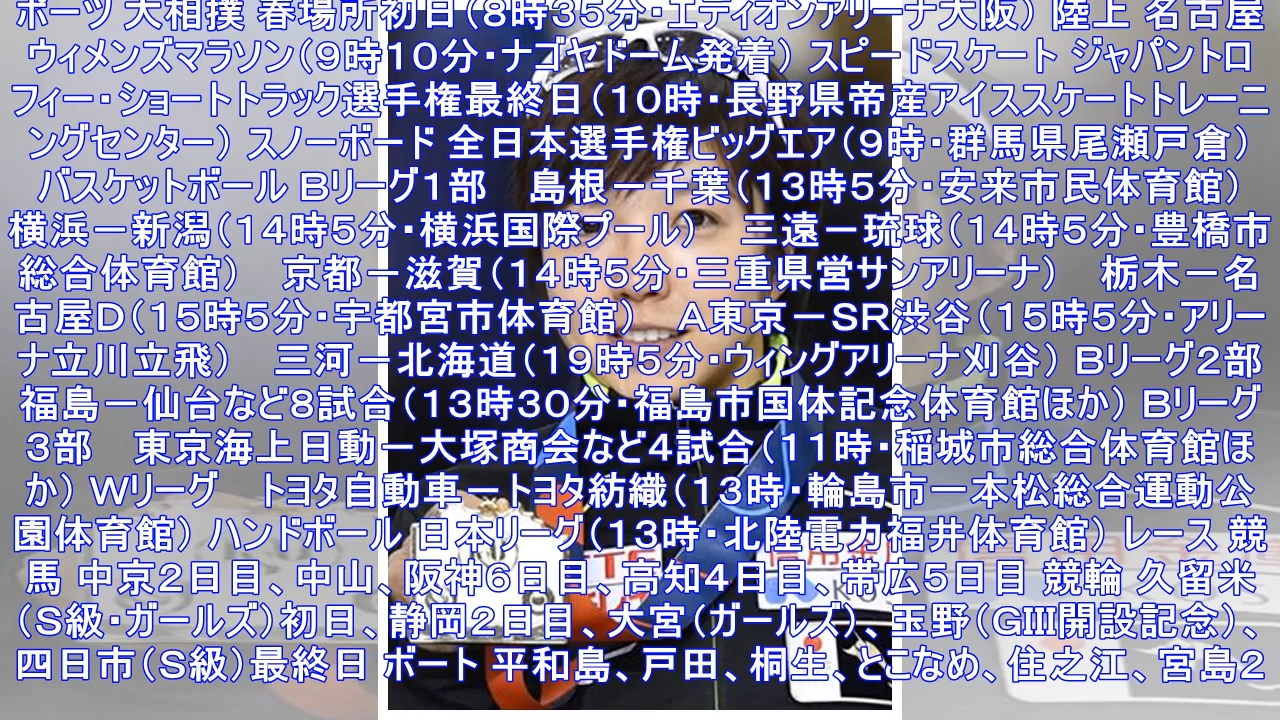 ポーツ 大相撲 春場所初日（８時３５分・エディオンアリーナ大阪） 陸上 名古屋
ウィメンズマラソン（９時１０分・ナゴヤドーム発着） スピードスケート ジャパントロ
フィー・ショートトラック選手権最終日（１０時・長野県帝産アイススケートトレーニ
ングセンター） スノーボード 全日本選手権ビッグエア（９時・群馬県尾瀬戸倉）
バスケットボール Ｂリーグ１部　島根－千葉（１３時５分・安来市民体育館）
横浜－新潟（１４時５分・横浜国際プール）　三遠－琉球（１４時５分・豊橋市
総合体育館）　京都－滋賀（１４時５分・三重県営サンアリーナ）　栃木－名
古屋Ｄ（１５時５分・宇都宮市体育館）　Ａ東京－ＳＲ渋谷（１５時５分・アリー
ナ立川立飛）　三河－北海道（１９時５分・ウィングアリーナ刈谷） Ｂリーグ２部
福島－仙台など８試合（１３時３０分・福島市国体記念体育館ほか） Ｂリーグ
３部　東京海上日動－大塚商会など４試合（１１時・稲城市総合体育館ほ
か） Ｗリーグ　トヨタ自動車－トヨタ紡織（１３時・輪島市一本松総合運動公
園体育館） ハンドボール 日本リーグ（１３時・北陸電力福井体育館） レース 競
馬 中京２日目、中山、阪神６日目、高知４日目、帯広５日目 競輪 久留米
（Ｓ級・ガールズ）初日、静岡２日目、大宮（ガールズ）、玉野（ＧⅢ開設記念）、
四日市（Ｓ級）最終日 ボート 平和島、戸田、桐生、とこなめ、住之江、宮島２